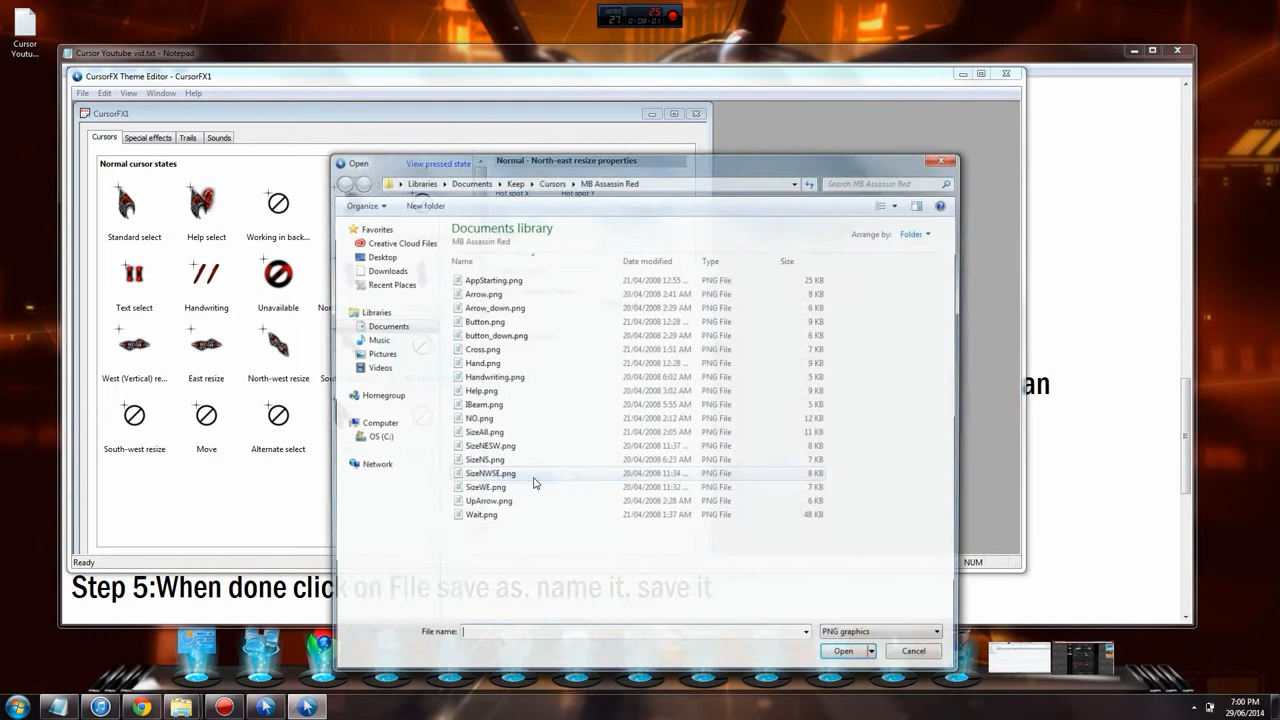 AERO
25
27
0:09:01
Cursor
Youtu...
Cursor Youtube vid.txt - Notepad
CursorFX Theme Editor - CursorFX1
File Edit View Window Help
CursorFX1
Cursors Special effects Trails Sounds
Normal cursor states
Standard select Help select Working in back...
Text select Handwriting Unavailable
West (Vertical) re... East resize North-west resize
South-west resize Move Alternate select
Ready
NUM
Open
View pressed state
Normal - North-east resize properties
Libraries Documents Keep Cursors MB Assassin Red
Search MB Assassin Red
Organize New folder
Favorites
Creative Cloud Files
Desktop
Downloads
Recent Places
Libraries
Documents
Music
Pictures
Videos
Homegroup
Computer
OS (C:)
Network
Documents library
MB Assassin Red
Arrange by: Folder
Name Date modified Type Size
AppStarting.png 21/04/2008 12:55 ... PNG File 25 KB
Arrow.png 20/04/2008 2:41 AM PNG File 8 KB
Arrow_down.png 20/04/2008 2:29 AM PNG File 6 KB
Button.png 21/04/2008 12:28 ... PNG File 9 KB
button_down.png 20/04/2008 2:29 AM PNG File 6 KB
Cross.png 21/04/2008 1:51 AM PNG File 7 KB
Hand.png 21/04/2008 12:28 ... PNG File 9 KB
Handwriting.png 20/04/2008 6:02 AM PNG File 5 KB
Help.png 20/04/2008 3:02 AM PNG File 9 KB
IBeam.png 20/04/2008 5:55 AM PNG File 5 KB
NO.png 21/04/2008 2:12 AM PNG File 12 KB
SizeAll.png 21/04/2008 2:05 AM PNG File 11 KB
SizeNESW.png 20/04/2008 11:37 ... PNG File 8 KB
SizeNS.png 20/04/2008 6:23 AM PNG File 7 KB
SizeNWSE.png 20/04/2008 11:34 ... PNG File 8 KB
SizeWE.png 20/04/2008 11:32 ... PNG File 7 KB
UpArrow.png 20/04/2008 2:28 AM PNG File 6 KB
Wait.png 21/04/2008 1:37 AM PNG File 48 KB
File name:
PNG graphics
Open Cancel
an
Step 5:When done click on File save as. name it. save it
7:00 PM
29/06/2014